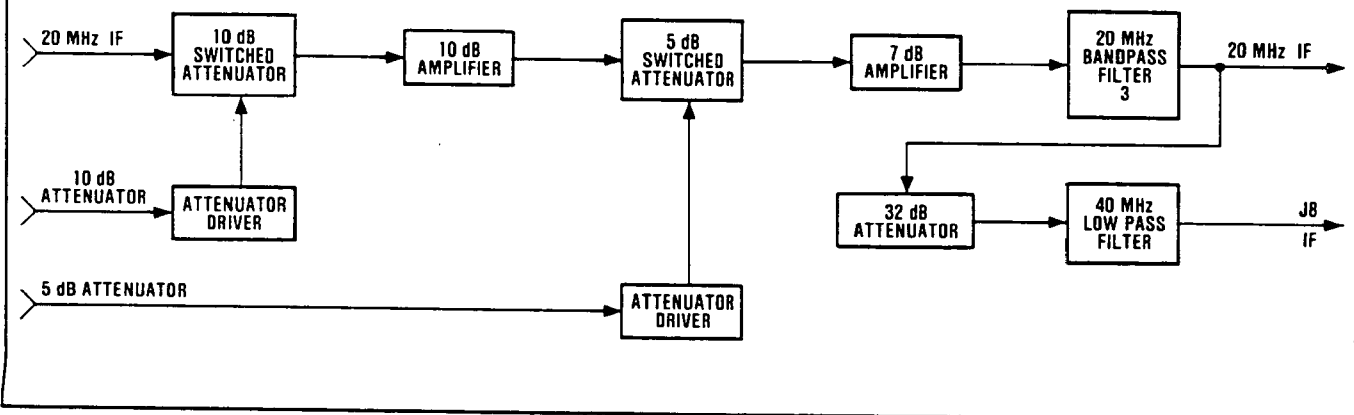 20 MHz IF
10 dB
SWITCHED
ATTENUATOR
10 dB
AMPLIFIER
5 dB
SWITCHED
ATTENUATOR
7 dB
AMPLIFIER
20 MHz
BANDPASS
FILTER
3
20 MHz IF
10 dB
ATTENUATOR
ATTENUATOR
DRIVER
32 dB
ATTENUATOR
40 MHz
LOW PASS
FILTER
J8
IF
5 dB ATTENUATOR
ATTENUATOR
DRIVER